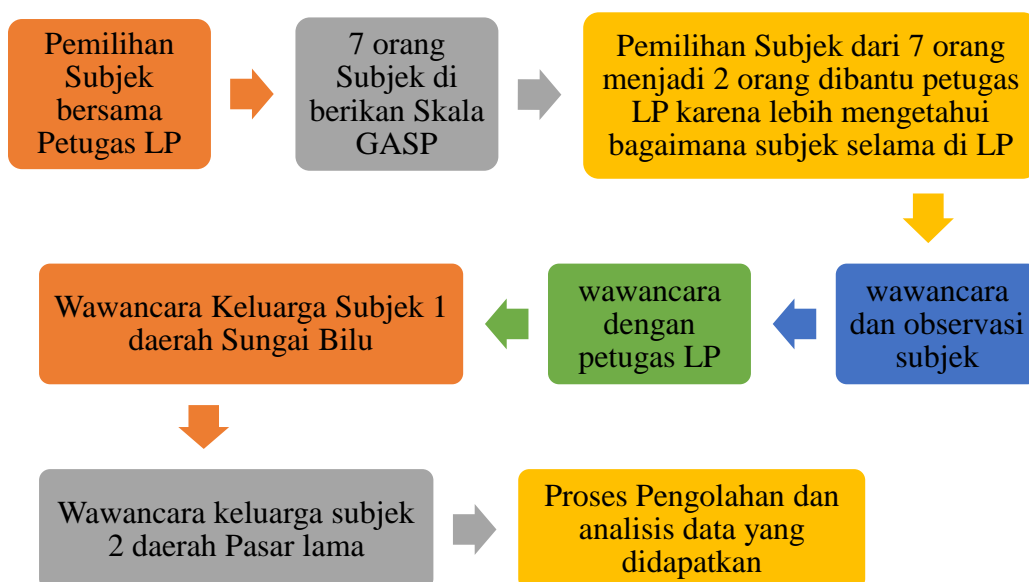 Pemilihan
Subjek
bersama
Petugas LP
7 orang
Subjek di
berikan Skala
GASP
Pemilihan Subjek dari 7 orang
menjadi 2 orang dibantu petugas
LP karena lebih mengetahui
bagaimana subjek selama di LP
wawancara
dan observasi
subjek
wawancara
dengan
petugas LP
Wawancara Keluarga Subjek 1
daerah Sungai Bilu
Wawancara keluarga subjek
2 daerah Pasar lama
Proses Pengolahan dan
analisis data yang
didapatkan